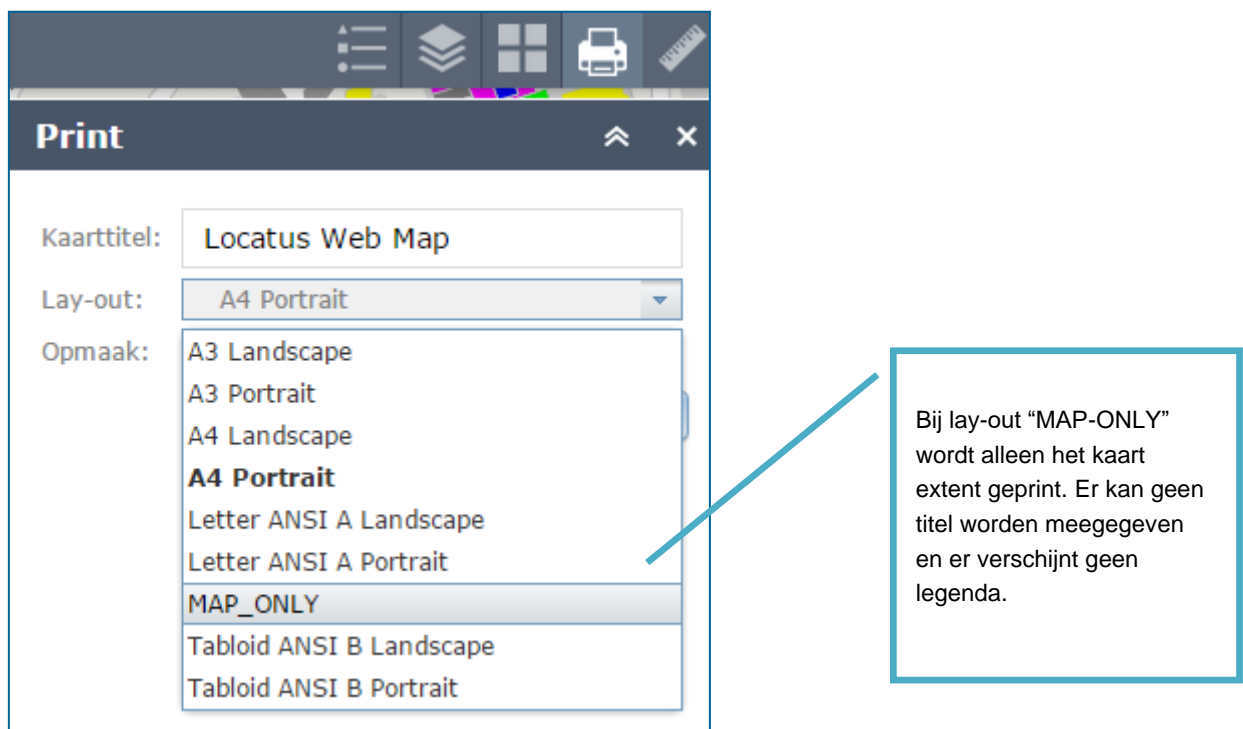 Print
Kaarttitel: Locatus Web Map
Lay-out: A4 Portrait
Opmaak: A3 Landscape
A3 Portrait
A4 Landscape
A4 Portrait
Letter ANSI A Landscape
Letter ANSI A Portrait
MAP_ONLY
Tabloid ANSI B Landscape
Tabloid ANSI B Portrait
Bij lay-out “MAP-ONLY”
wordt alleen het kaart
extent geprint. Er kan geen
titel worden meegegeven
en er verschijnt geen
legenda.